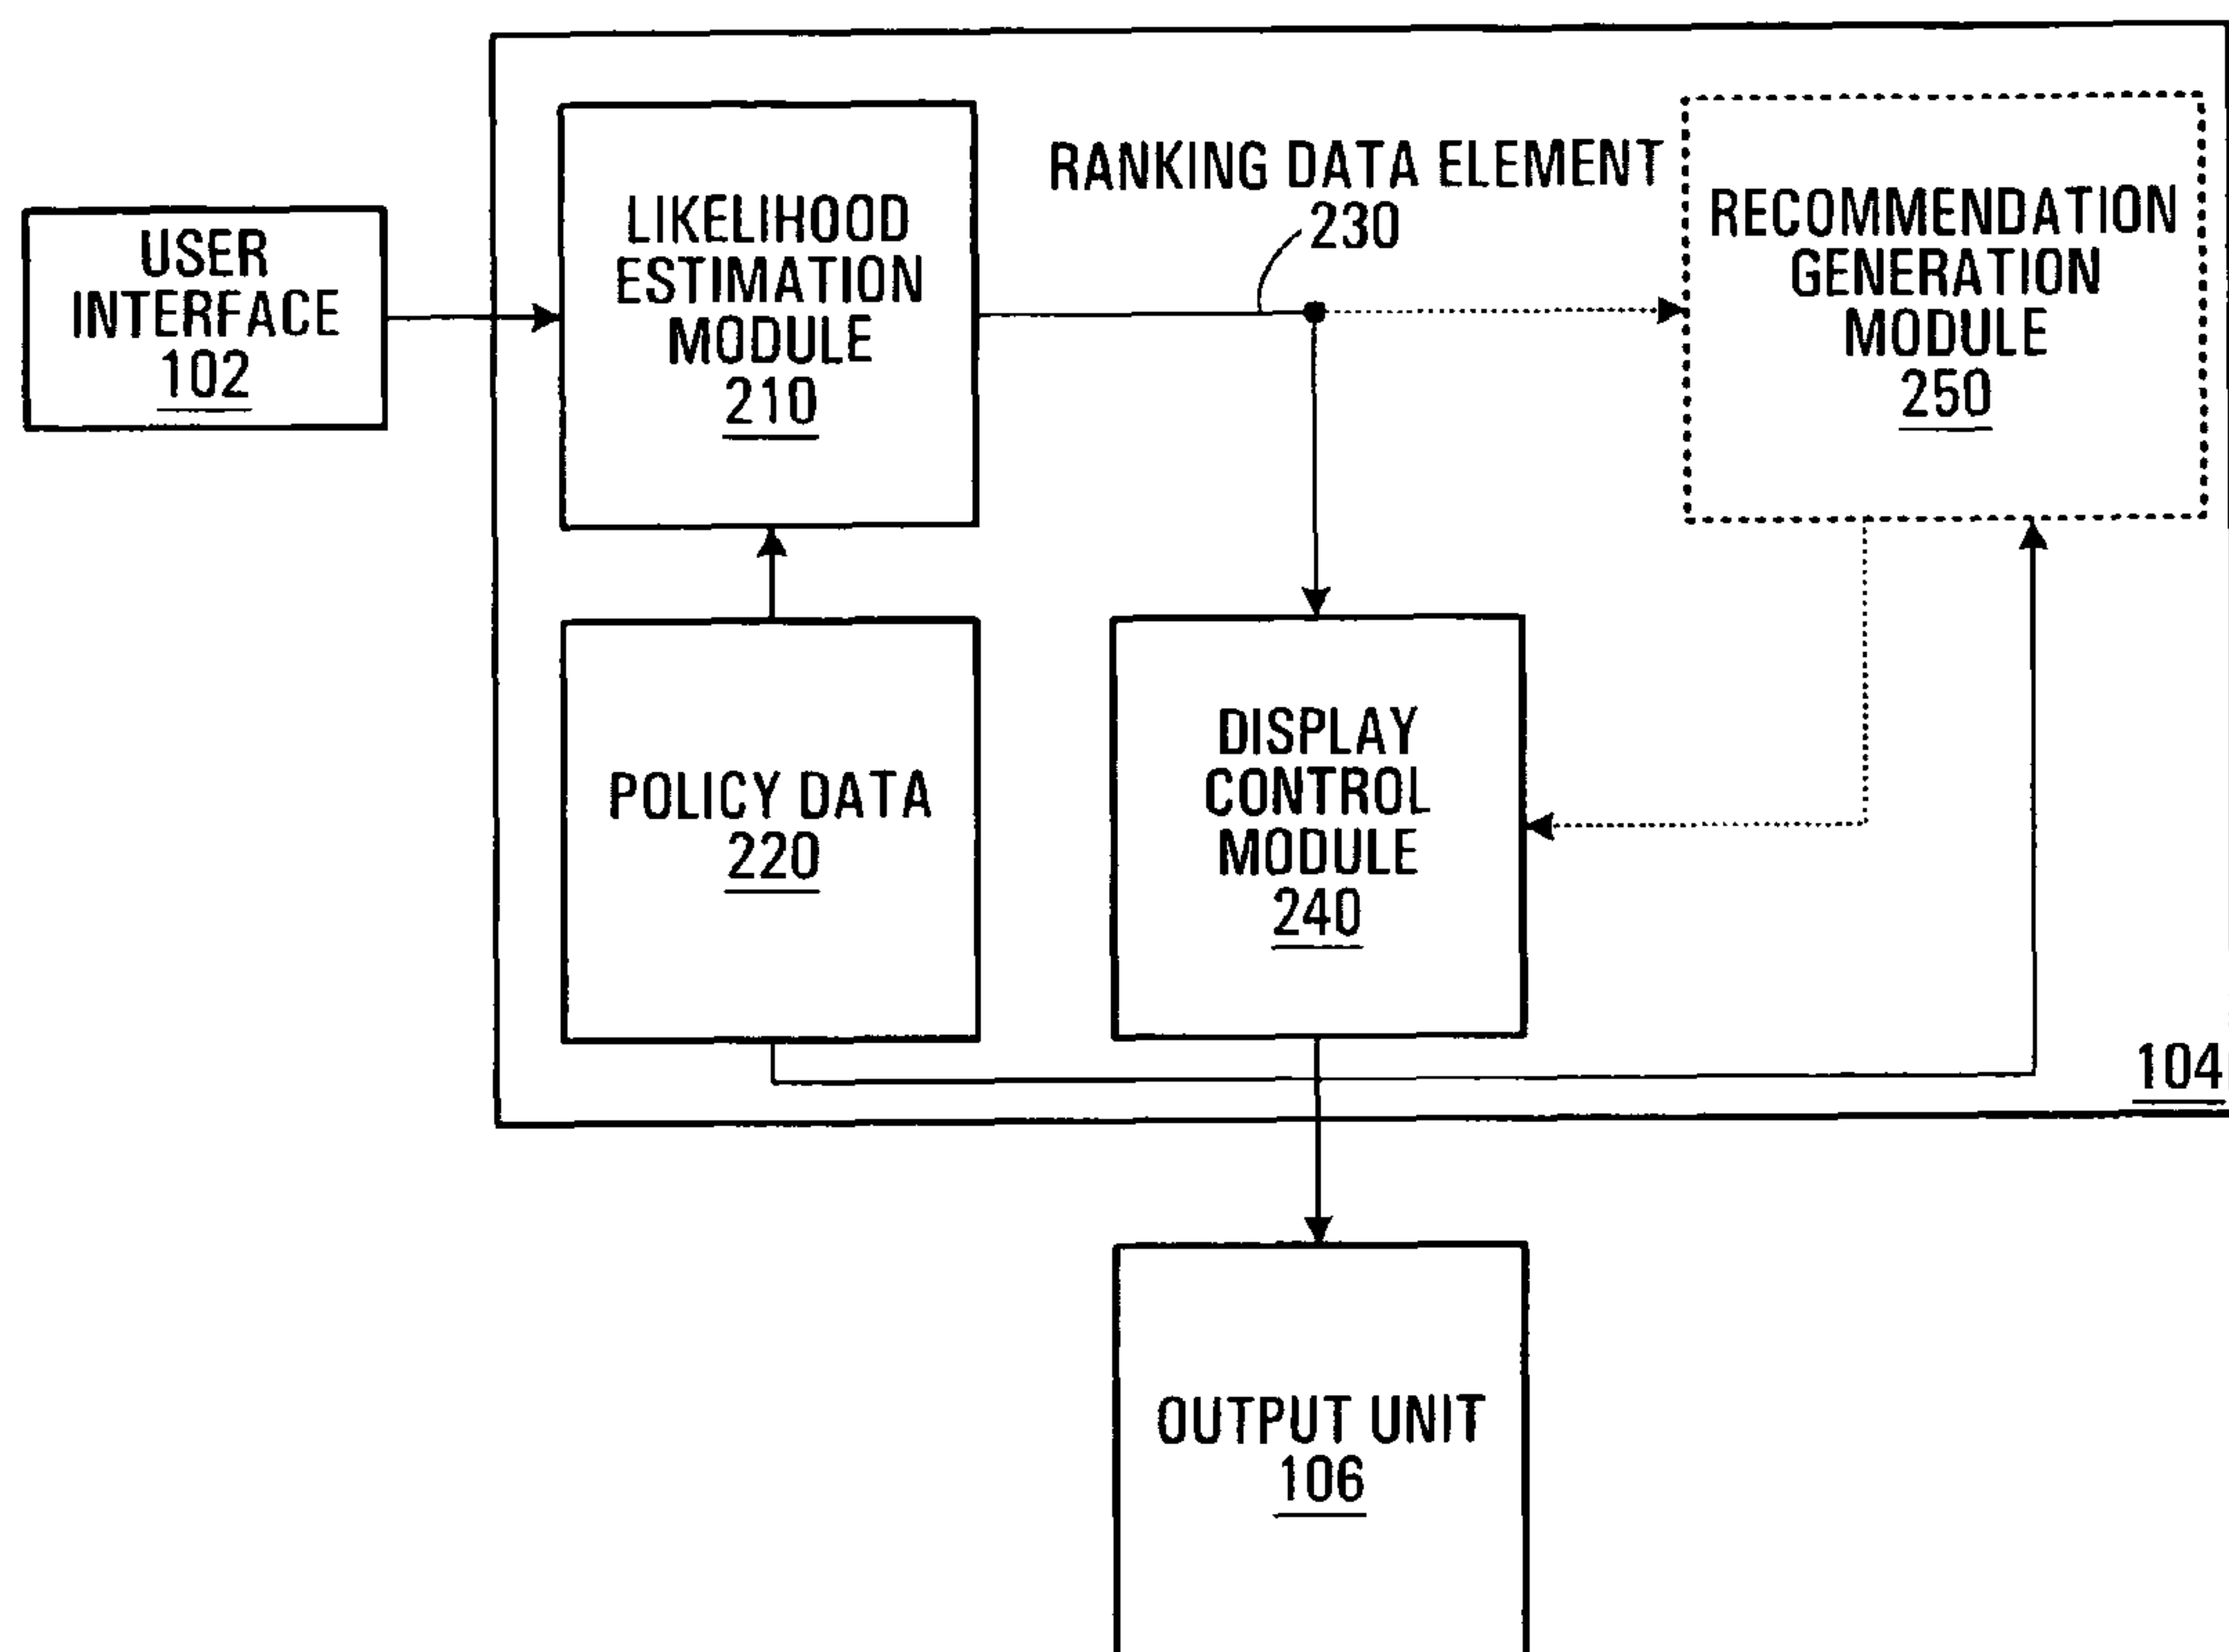 USER
INTERFACE
102
LIKELIHOOD
ESTIMATION
MODULE
210
RANKING DATA ELEMENT
230
RECOMMENDATION
GENERATION
MODULE
250
POLICY DATA
220
DISPLAY
CONTROL
MODULE
240
104
OUTPUT UNIT
106